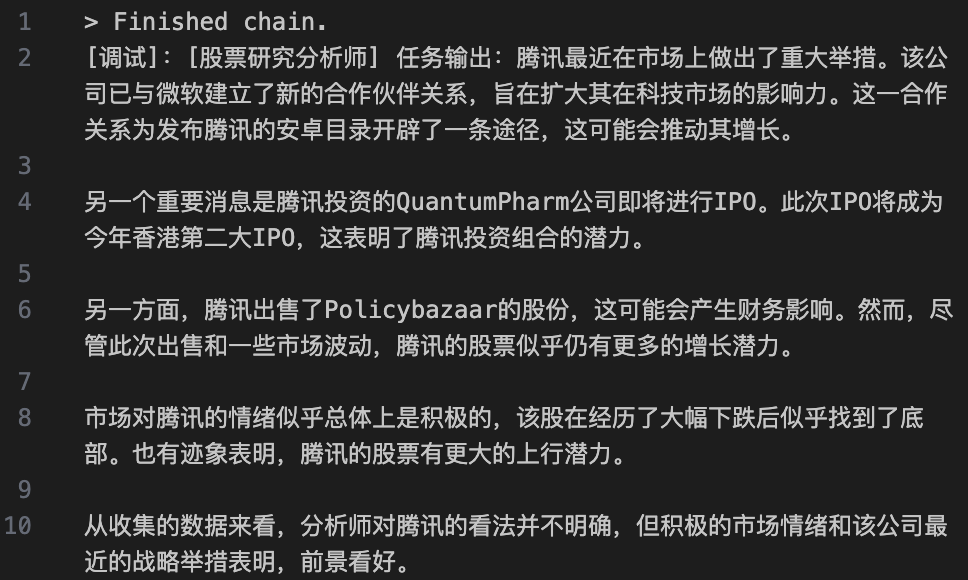 1 > Finished chain.
2 [调试]: [股票研究分析师] 任务输出：腾讯最近在市场上做出了重大举措。该公
司已与微软建立了新的合作伙伴关系，旨在扩大其在科技市场的影响力。这一合作
关系为发布腾讯的安卓目录开辟了一条途径，这可能会推动其增长。
3
4 另一个重要消息是腾讯投资的QuantumPharm公司即将进行IPO。此次IPO将成为
今年香港第二大IPO，这表明了腾讯投资组合的潜力。
5
6 另一方面，腾讯出售了Policybazaar的股份，这可能会产生财务影响。然而，尽
管此次出售和一些市场波动，腾讯的股票似乎仍有更多的增长潜力。
7
8 市场对腾讯的情绪似乎总体上是积极的，该股在经历了大幅下跌后似乎找到了底
部。也有迹象表明，腾讯的股票有更大的上行潜力。
9
10 从收集的数据来看，分析师对腾讯的看法并不明确，但积极的市场情绪和该公司最
近的战略举措表明，前景看好。